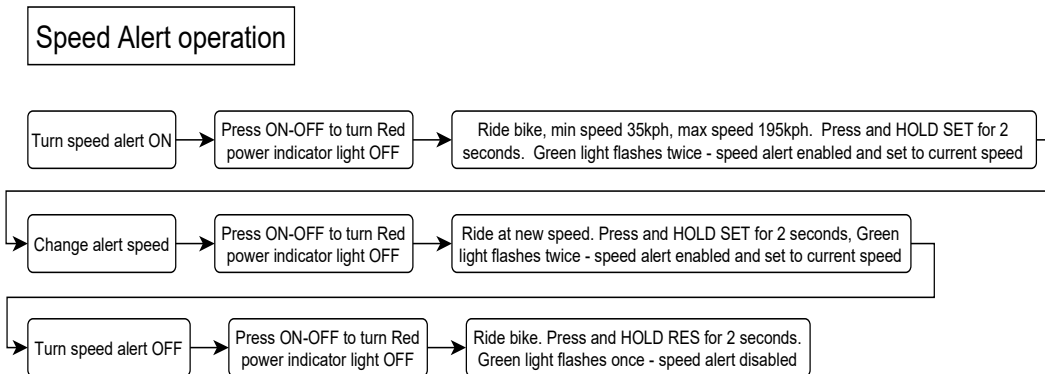 Speed Alert operation
Turn speed alert ON
Press ON-OFF to turn Red
power indicator light OFF
Ride bike, min speed 35kph, max speed 195kph. Press and HOLD SET for 2
seconds. Green light flashes twice - speed alert enabled and set to current speed
Change alert speed
Press ON-OFF to turn Red
power indicator light OFF
Ride at new speed. Press and HOLD SET for 2 seconds, Green
light flashes twice - speed alert enabled and set to current speed
Turn speed alert OFF
Press ON-OFF to turn Red
power indicator light OFF
Ride bike. Press and HOLD RES for 2 seconds.
Green light flashes once - speed alert disabled